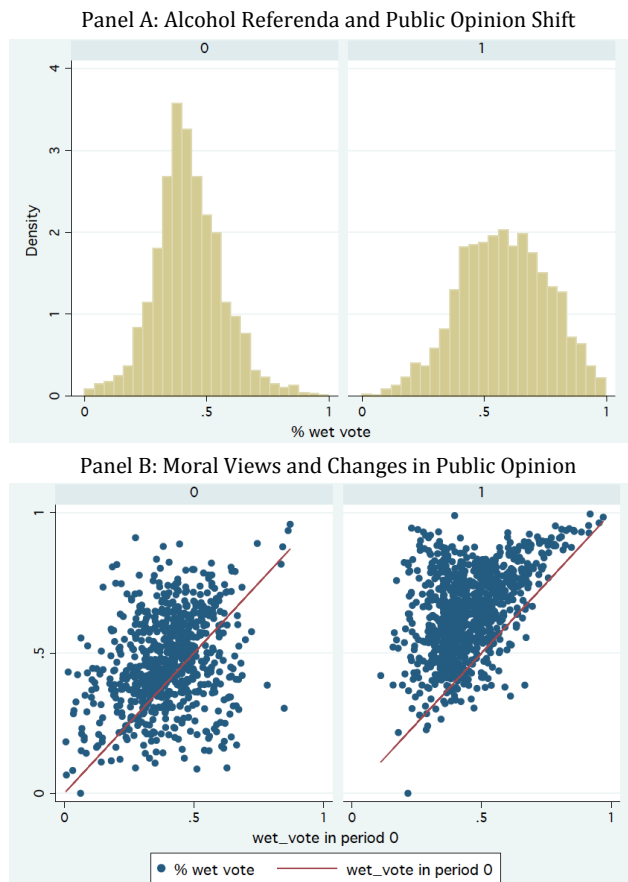 Panel A: Alcohol Referenda and Public Opinion Shift
0 1
4
3
2
1
0
Density
0 .5 1 0 .5 1
% wet vote
Panel B: Moral Views and Changes in Public Opinion
0 1
1
.5
0
0 .5 1 0 .5 1
wet_vote in period 0
% wet vote wet_vote in period 0